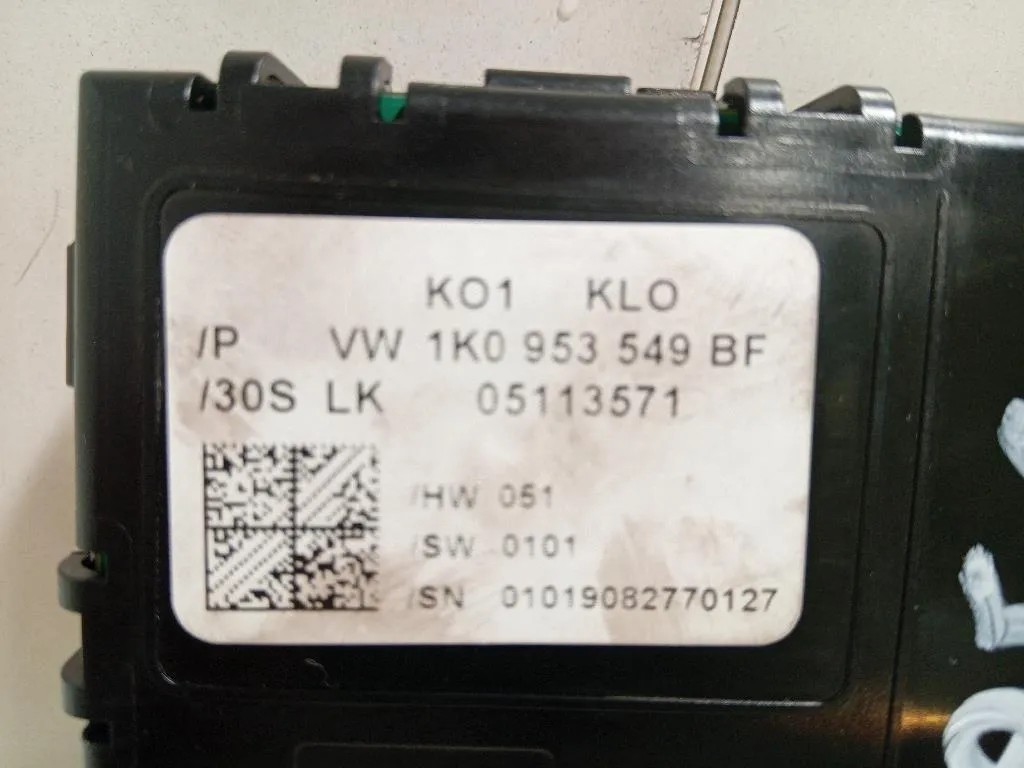 KO1 KLO
/P VW 1K0 953 549 BF
/30S LK 05113571
/HW 051
/SW 0101
/SN 01019082770127